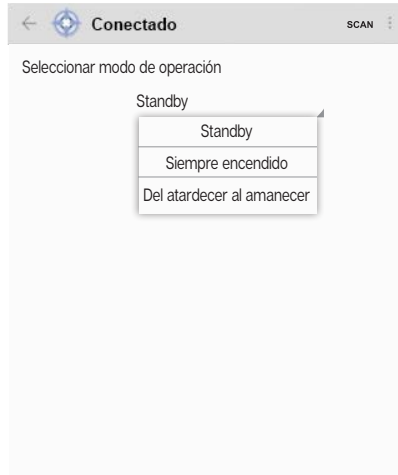 Conectado SCAN
Seleccionar modo de operación
Standby
Standby
Siempre encendido
Del atardecer al amanecer